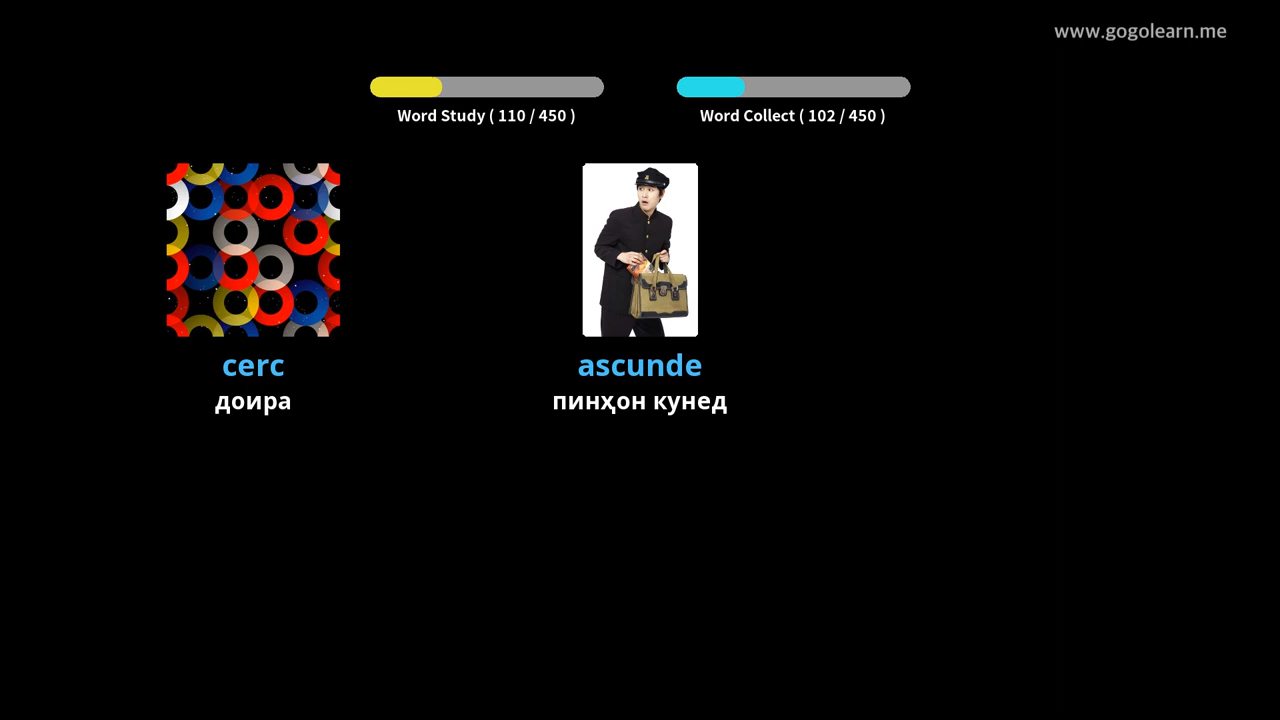 www.gogolearn.me
Word Study ( 110 / 450 )
Word Collect ( 102 / 450 )
cerc
доира
ascunde
пинҳон кунед